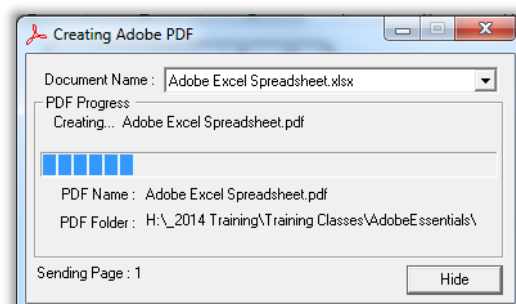 Creating Adobe PDF
Document Name : Adobe Excel Spreadsheet.xlsx
PDF Progress
Creating... Adobe Excel Spreadsheet.pdf
PDF Name : Adobe Excel Spreadsheet.pdf
PDF Folder : H:\_2014 Training\Training Classes\AdobeEssentials\
Sending Page : 1
Hide